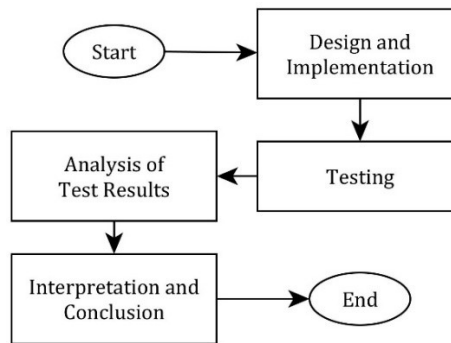 Start
Design and
Implementation
Testing
Analysis of
Test Results
Interpretation and
Conclusion
End